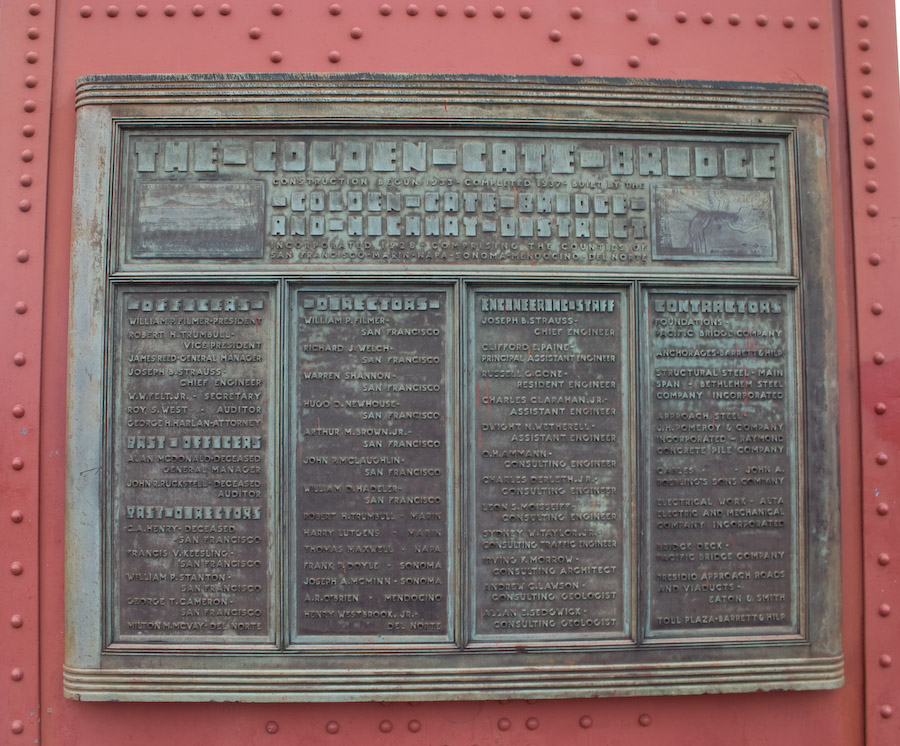 THE - GOLDEN - GATE - BRIDGE
CONSTRUCTION BEGUN 1933 - COMPLETED 1937 - BUILT BY THE
- GOLDEN - GATE - BRIDGE -
AND - HIGHWAY - DISTRICT
INCORPORATED 1928 - COMPRISING THE COUNTIES OF
SAN FRANCISCO - MARIN - NAPA - SONOMA - MENDOCINO, DEL NORTE
- OFFICERS -
WILLIAM P. FILMER - PRESIDENT
ROBERT H. TRUMBULL -
VICE PRESIDENT
JAMES REED - GENERAL MANAGER
JOSEPH B. STRAUSS -
CHIEF ENGINEER
W.W. FELT, JR. - SECRETARY
ROY S. WEST - AUDITOR
GEORGE H. HARLAN - ATTORNEY
PAST - OFFICERS
ALAN McDONALD - DECEASED
GENERAL MANAGER
JOHN R. RUCKSTELL - DECEASED
AUDITOR
PAST - DIRECTORS
C.A. HENRY - DECEASED
SAN FRANCISCO
FRANCIS V. KEESLING -
SAN FRANCISCO
WILLIAM P. STANTON -
SAN FRANCISCO
GEORGE T. CAMERON -
SAN FRANCISCO
MILTON M. McVAY - DEL NORTE
- DIRECTORS -
WILLIAM P. FILMER -
SAN FRANCISCO
RICHARD J. WELCH -
SAN FRANCISCO
WARREN SHANNON -
SAN FRANCISCO
HUGO D. NEWHOUSE -
SAN FRANCISCO
ARTHUR M. BROWN, JR. -
SAN FRANCISCO
JOHN P. McLAUGHLIN -
SAN FRANCISCO
WILLIAM D. HADELER -
SAN FRANCISCO
ROBERT H. TRUMBULL - MARIN
HARRY LUTGENS - MARIN
THOMAS MAXWELL - NAPA
FRANK P. DOYLE - SONOMA
JOSEPH A. McMINN - SONOMA
A.R. O'BRIEN - MENDOCINO
HENRY WESTBROOK, JR. -
DEL NORTE
ENGINEERING - STAFF
JOSEPH B. STRAUSS -
CHIEF ENGINEER
CLIFFORD E. PAINE -
PRINCIPAL ASSISTANT ENGINEER
RUSSELL G. CONE -
RESIDENT ENGINEER
CHARLES CLARAHAN, JR. -
ASSISTANT ENGINEER
DWIGHT N. WETHERELL -
ASSISTANT ENGINEER
O.H. AMMANN -
CONSULTING ENGINEER
CHARLES DERLETH, J.R. -
CONSULTING ENGINEER
LEON S. MOISSEIFF -
CONSULTING ENGINEER
SYDNEY W. TAYLOR, JR. -
CONSULTING TRAFFIC ENGINEER
IRVING F. MORROW -
CONSULTING ARCHITECT
ANDREW C. LAWSON -
CONSULTING GEOLOGIST
ALLAN E. SEDGWICK -
CONSULTING GEOLOGIST
CONTRACTORS
FOUNDATIONS -
PACIFIC BRIDGE COMPANY
ANCHORAGES - BARRETT & HILP
STRUCTURAL STEEL - MAIN
SPAN - BETHLEHEM STEEL
COMPANY INCORPORATED
APPROACH STEEL -
J.H. POMEROY & COMPANY
INCORPORATED - RAYMOND
CONCRETE PILE COMPANY
CABLES - JOHN A.
ROEBLING'S SONS COMPANY
ELECTRICAL WORK - ALTA
ELECTRIC AND MECHANICAL
COMPANY INCORPORATED
BRIDGE DECK -
PACIFIC BRIDGE COMPANY
PRESIDIO APPROACH ROADS
AND VIADUCTS -
EATON & SMITH
TOLL PLAZA - BARRETT & HILP